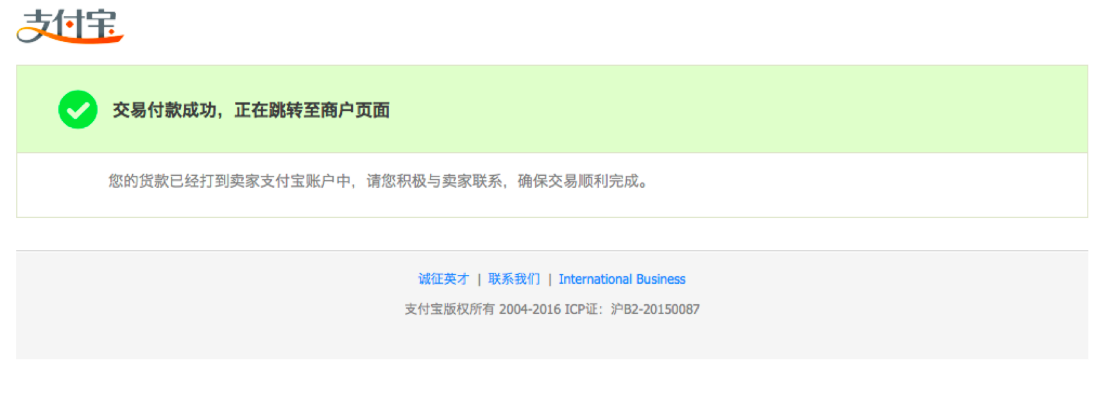 支付宝
交易付款成功，正在跳转至商户页面
您的货款已经打到卖家支付宝账户中，请您积极与卖家联系，确保交易顺利完成。
诚征英才 | 联系我们 | International Business
支付宝版权所有 2004-2016 ICP证：沪B2-20150087